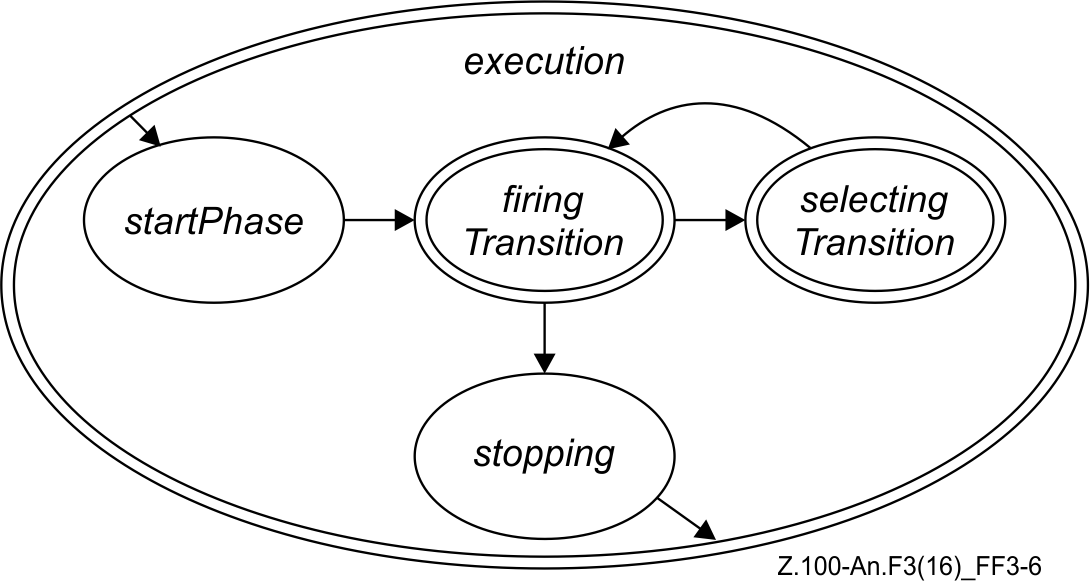 execution
startPhase
firing
Transition
selecting
Transition
stopping
Z.100-An.F3(16)_FF3-6